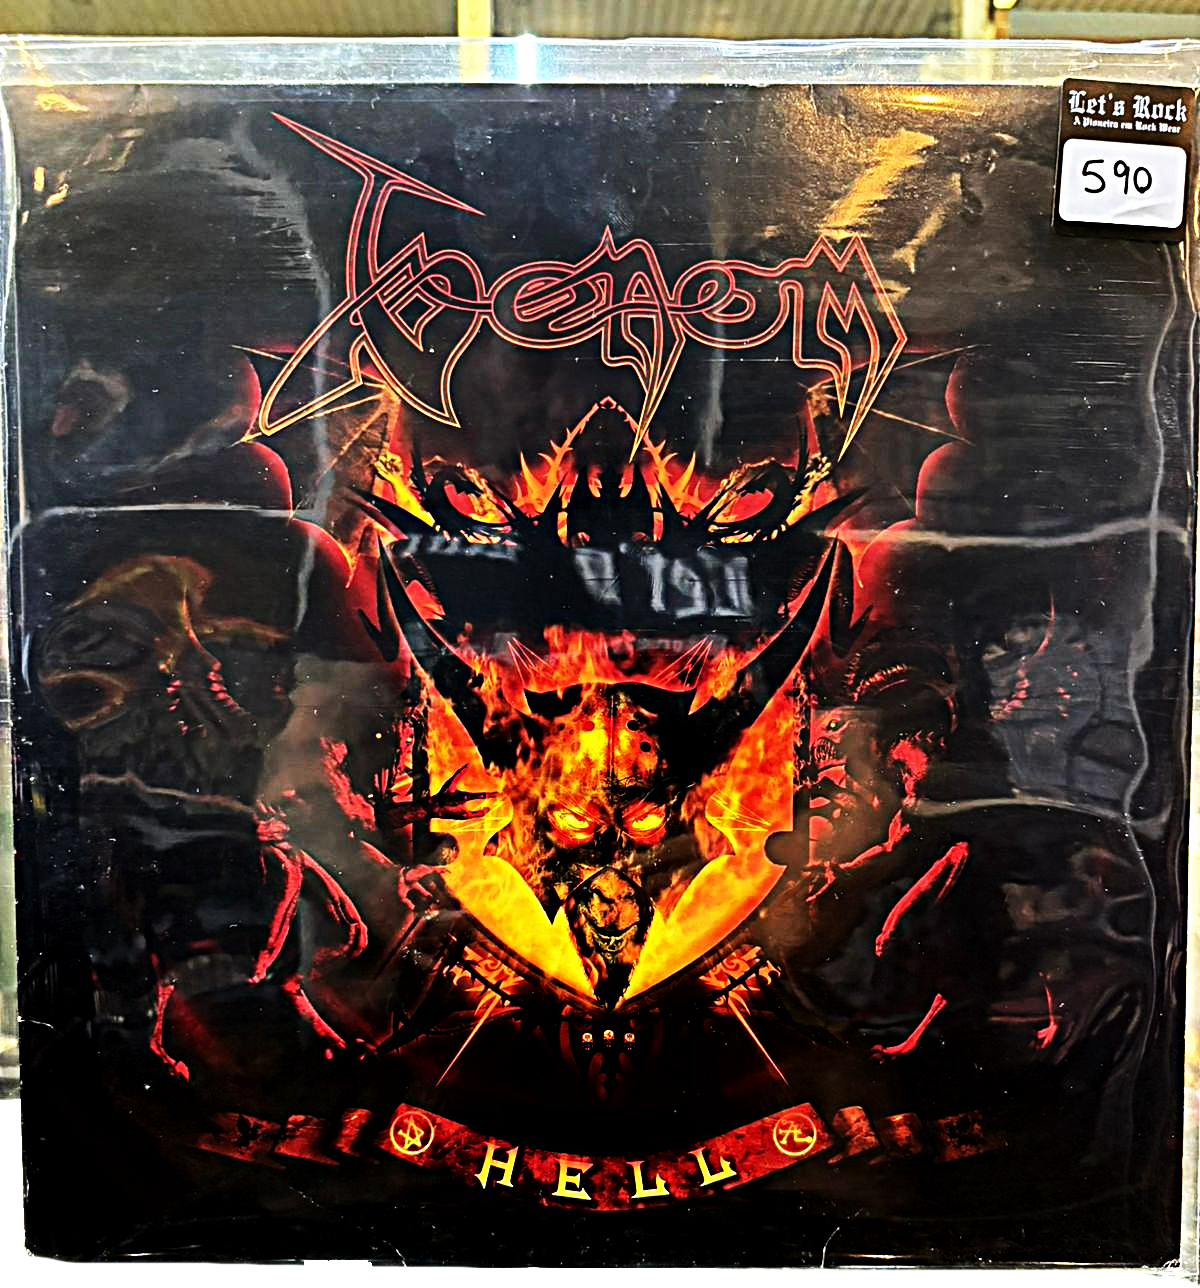 Let's Rock
A Pioneira em Rock Wear
590
Venom
HELL